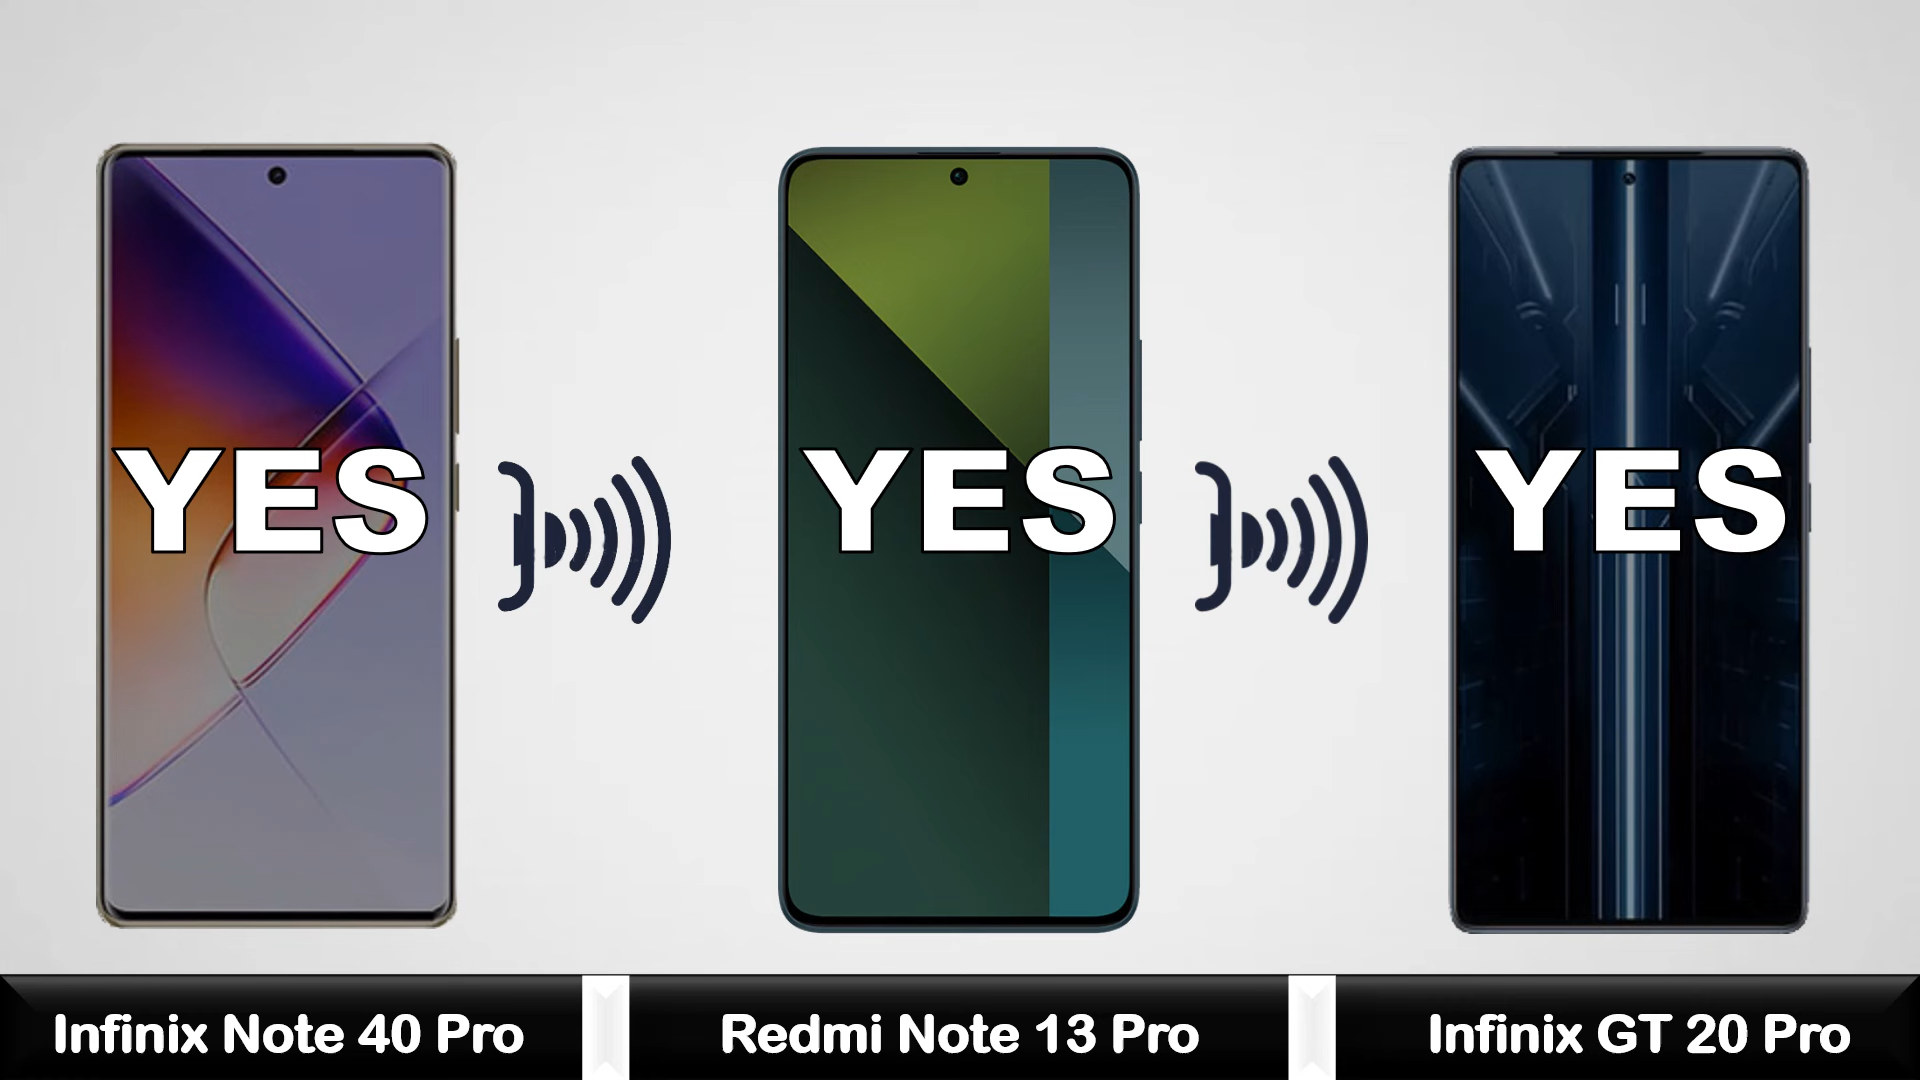 YES
YES
YES
Infinix Note 40 Pro
Redmi Note 13 Pro
Infinix GT 20 Pro